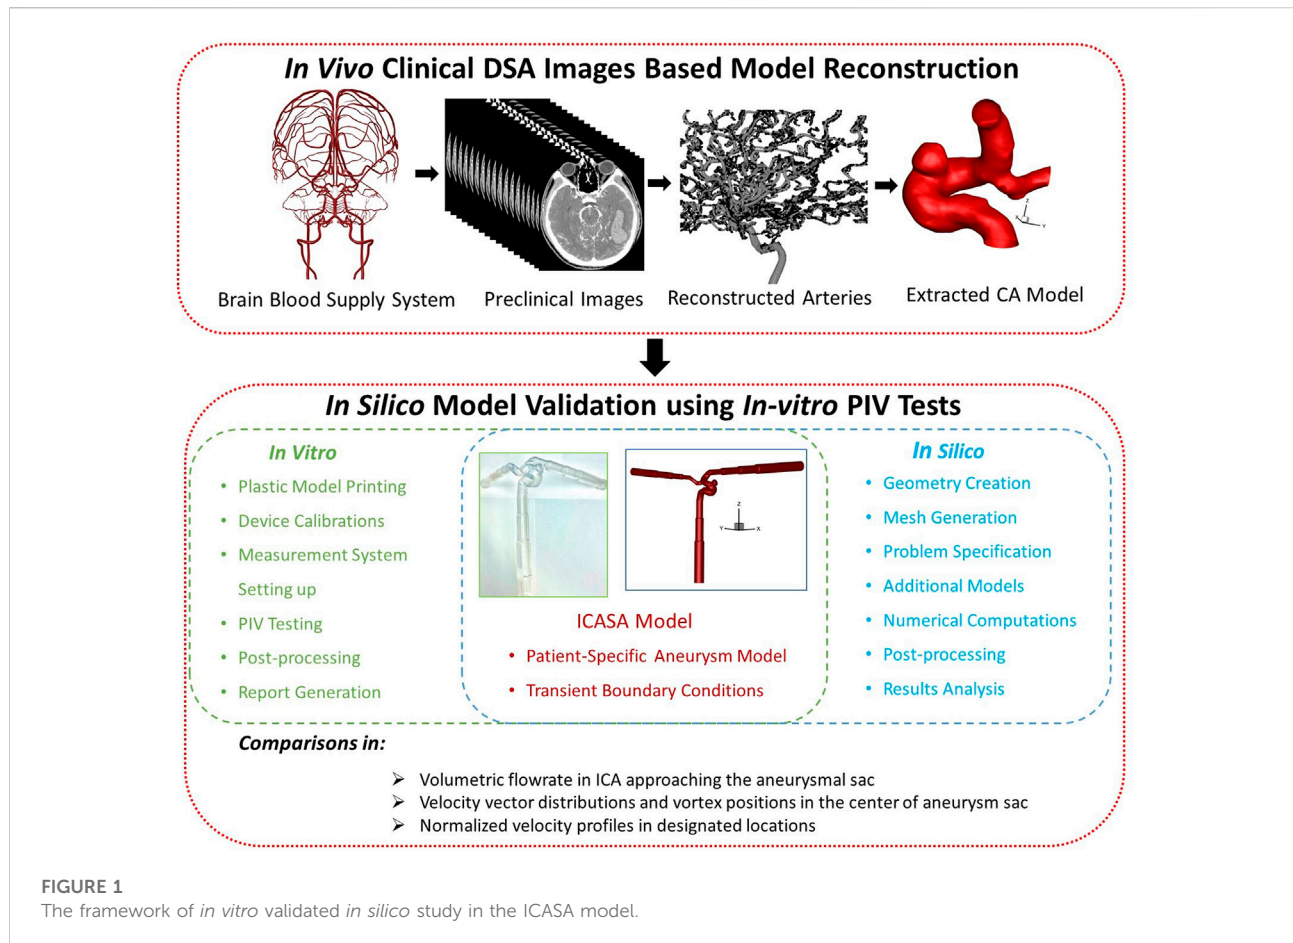 In Vivo Clinical DSA Images Based Model Reconstruction
Brain Blood Supply System
Preclinical Images
Reconstructed Arteries
Extracted CA Model
Z
X
Y
In Silico Model Validation using In-vitro PIV Tests
In Vitro
• Plastic Model Printing
• Device Calibrations
• Measurement System
Setting up
• PIV Testing
• Post-processing
• Report Generation
Z
Y
X
ICASA Model
• Patient-Specific Aneurysm Model
• Transient Boundary Conditions
In Silico
• Geometry Creation
• Mesh Generation
• Problem Specification
• Additional Models
• Numerical Computations
• Post-processing
• Results Analysis
Comparisons in:
➢ Volumetric flowrate in ICA approaching the aneurysmal sac
➢ Velocity vector distributions and vortex positions in the center of aneurysm sac
➢ Normalized velocity profiles in designated locations
FIGURE 1
The framework of in vitro validated in silico study in the ICASA model.